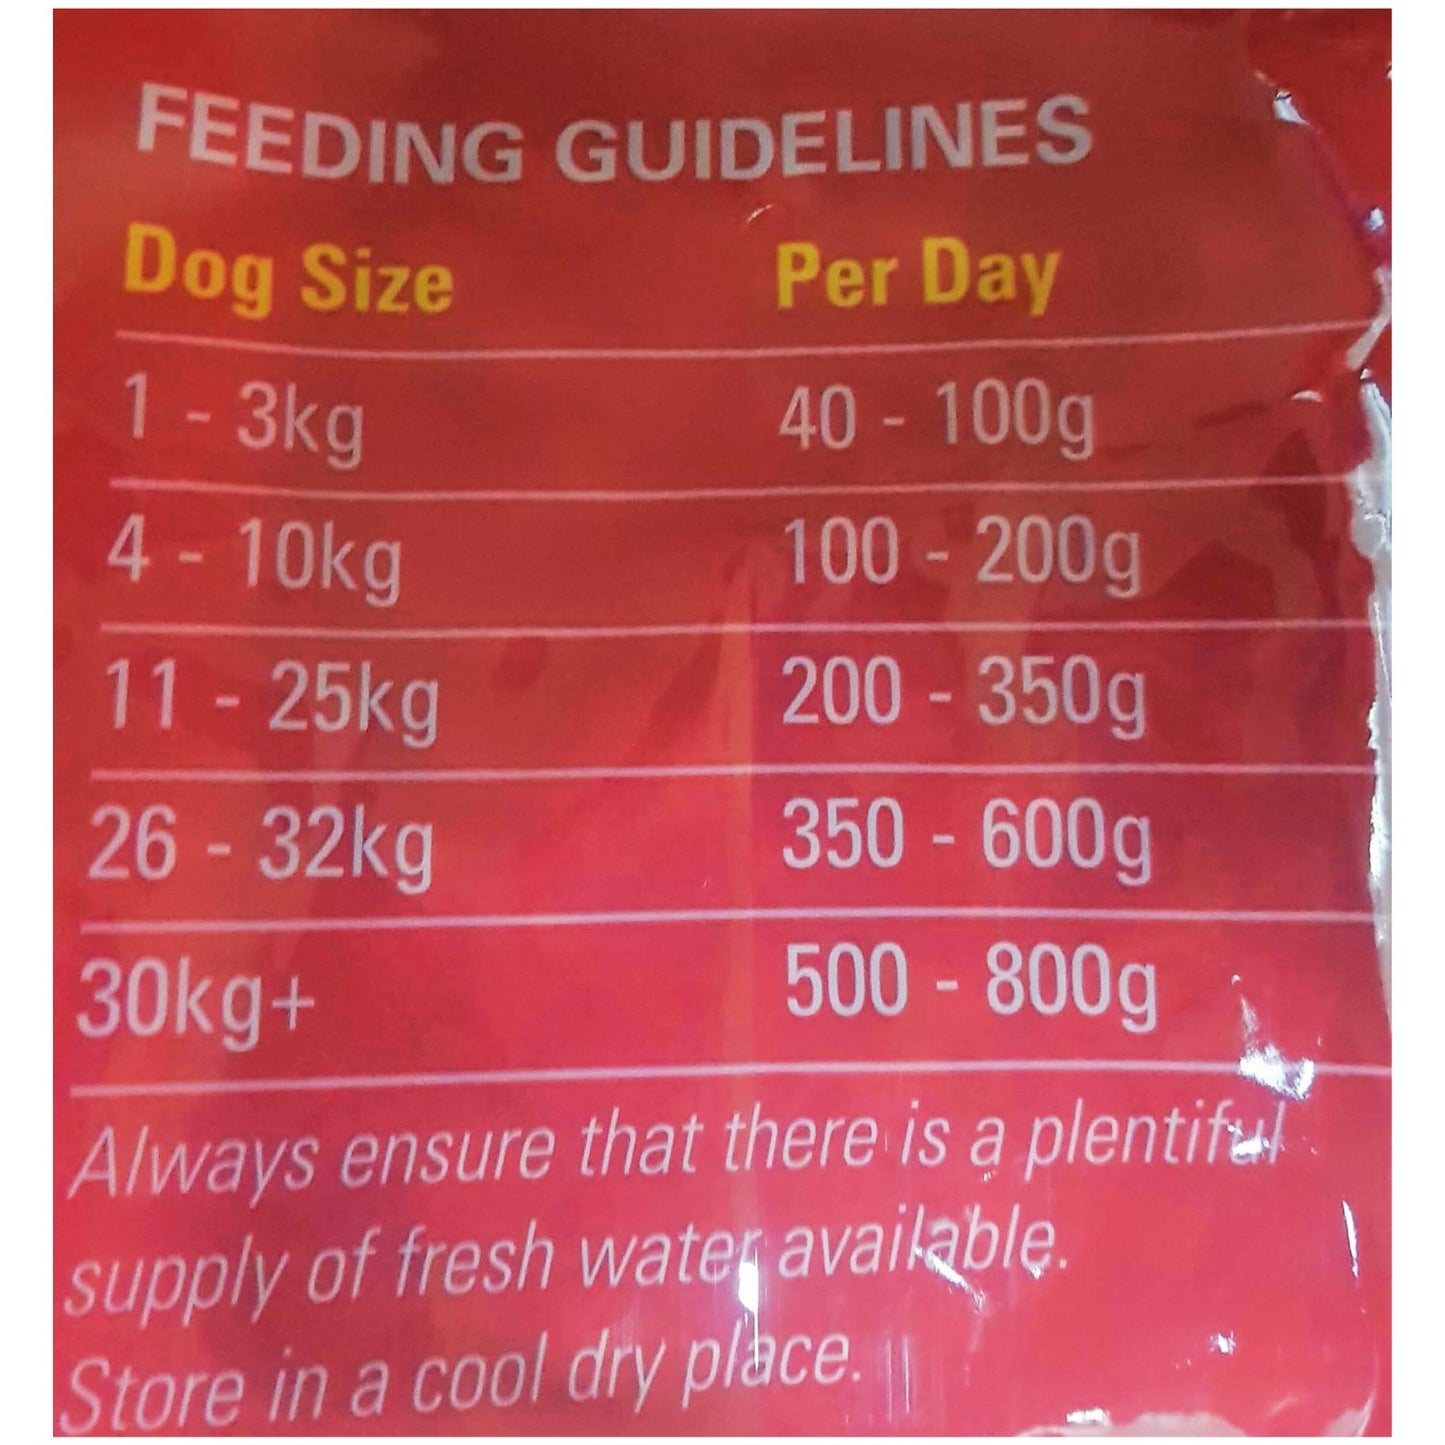 FEEDING GUIDELINES
Dog Size Per Day
1 - 3kg 40 - 100g
4 - 10kg 100 - 200g
11 - 25kg 200 - 350g
26 - 32kg 350 - 600g
30kg+ 500 - 800g
Always ensure that there is a plentiful
supply of fresh water available.
Store in a cool dry place.